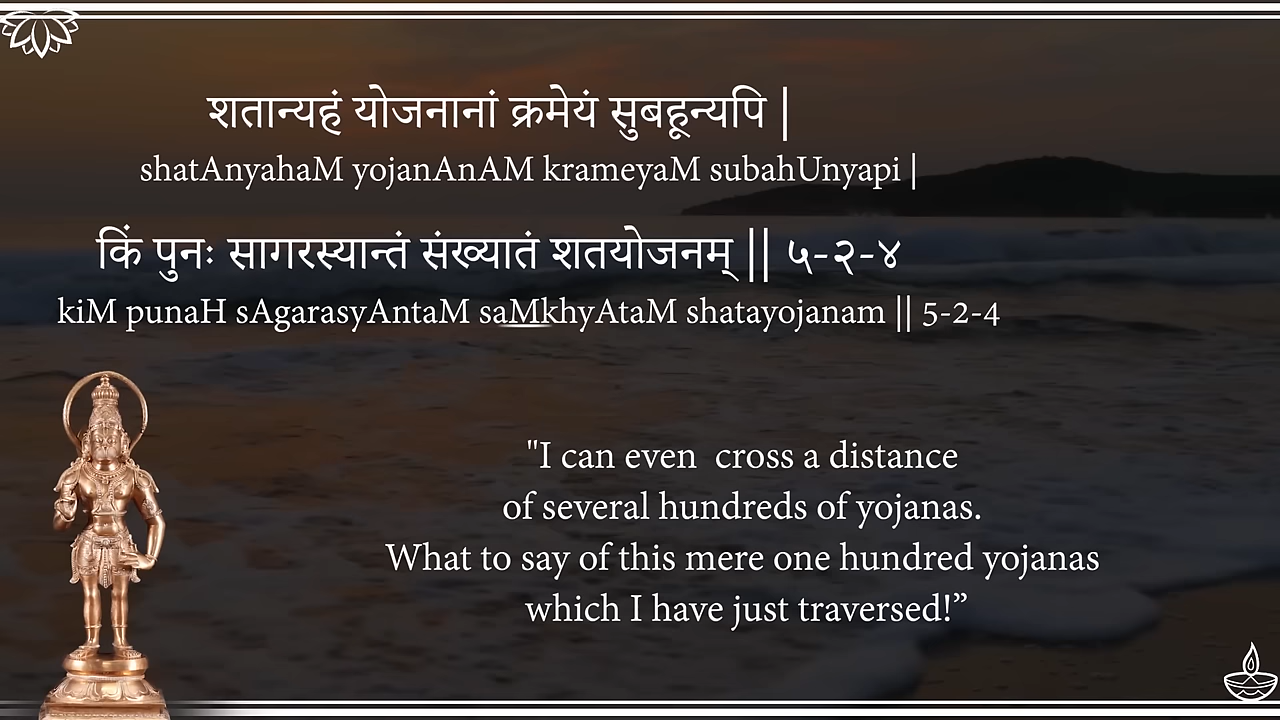 शतान्यहं योजनानां क्रमेयं सुबहून्यपि |
shatAnyahaM yojanAnAM krameyaM subahUnyapi |
किं पुनः सागरस्यान्तं संख्यातं शतयोजनम् || ५-२-४
kiM punaH sAgarasyAntaM saMkhyAtaM shatayojanam || 5-2-4
"I can even  cross a distance
of several hundreds of yojanas.
What to say of this mere one hundred yojanas
which I have just traversed!”